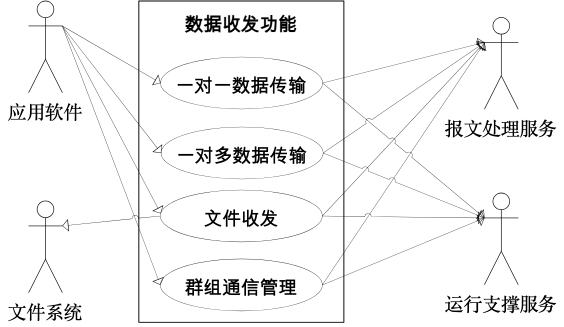 数据收发功能
应用软件
一对一数据传输
报文处理服务
一对多数据传输
文件收发
文件系统
群组通信管理
运行支撑服务